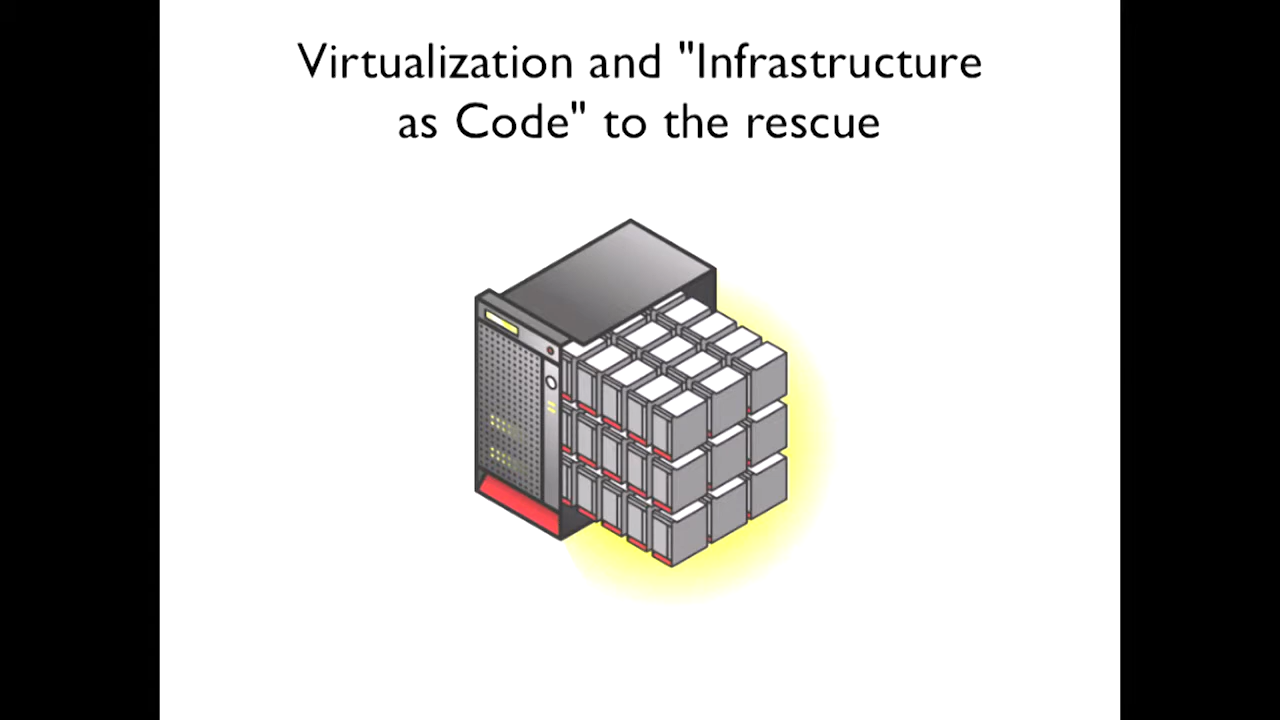 Virtualization and "Infrastructure
as Code" to the rescue